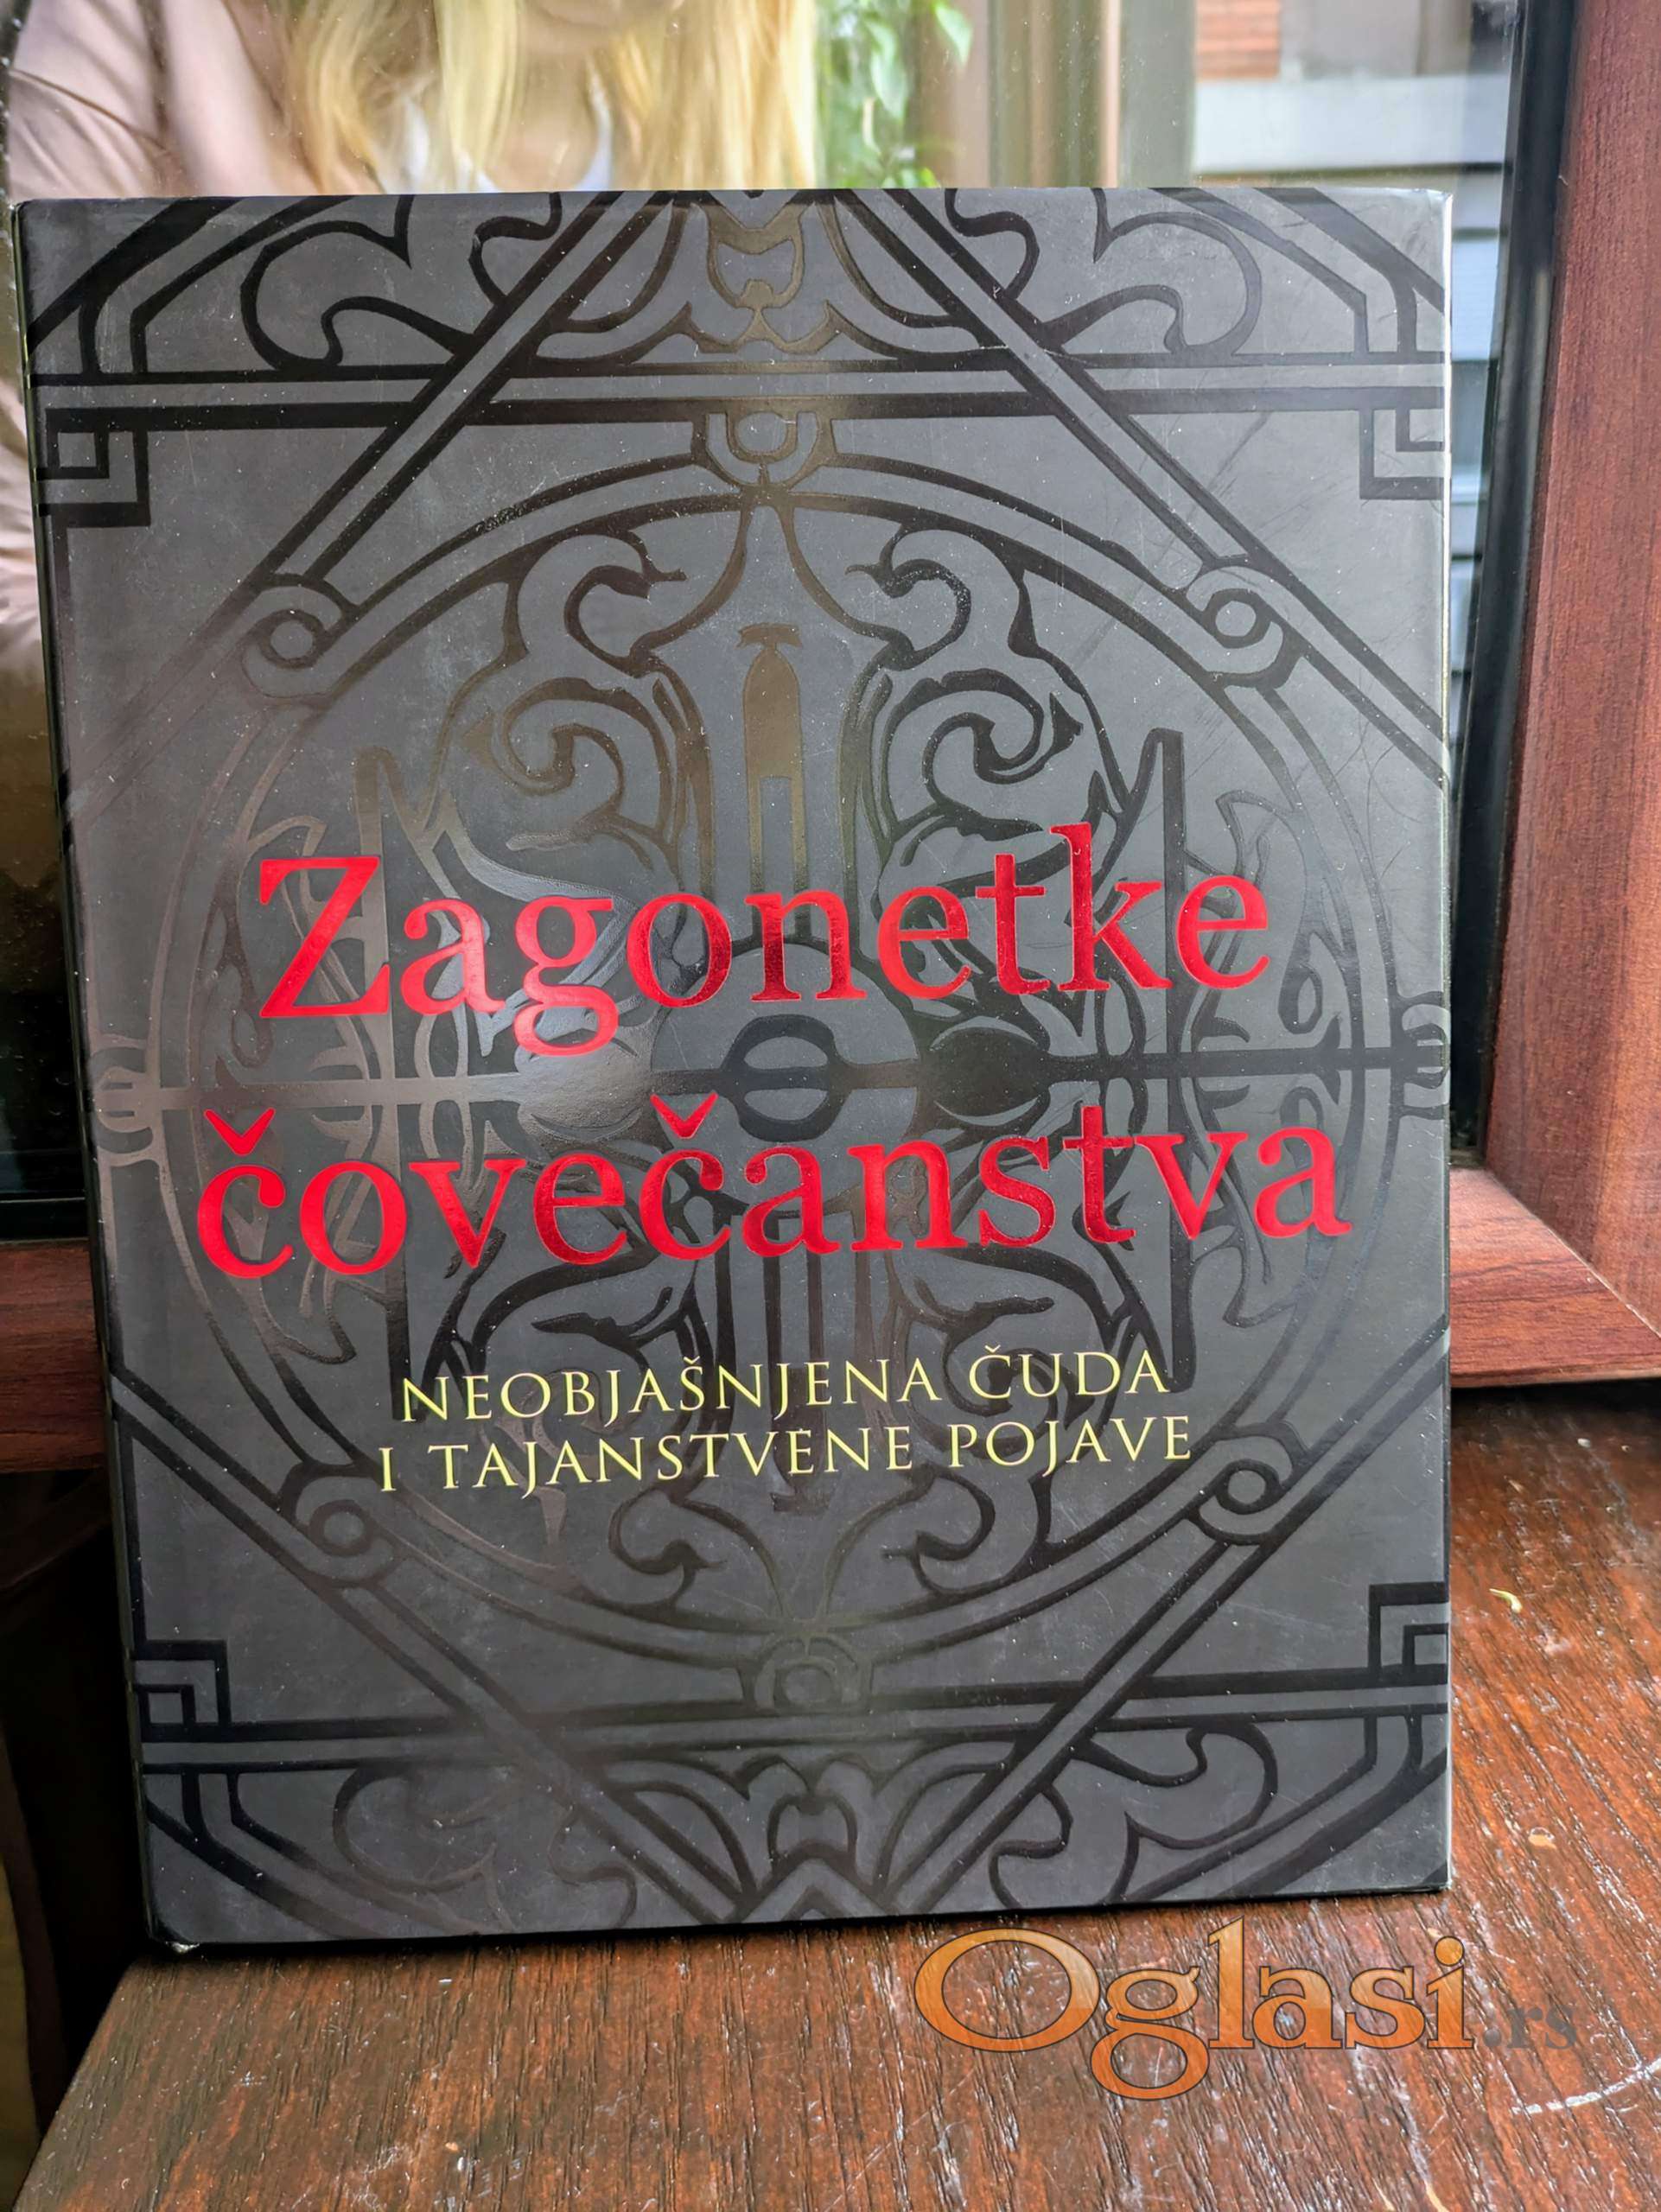 Zagonetke
čovečanstva
NEOBJAŠNJENA ČUDA
I TAJANSTVENE POJAVE
Oglasi.rs